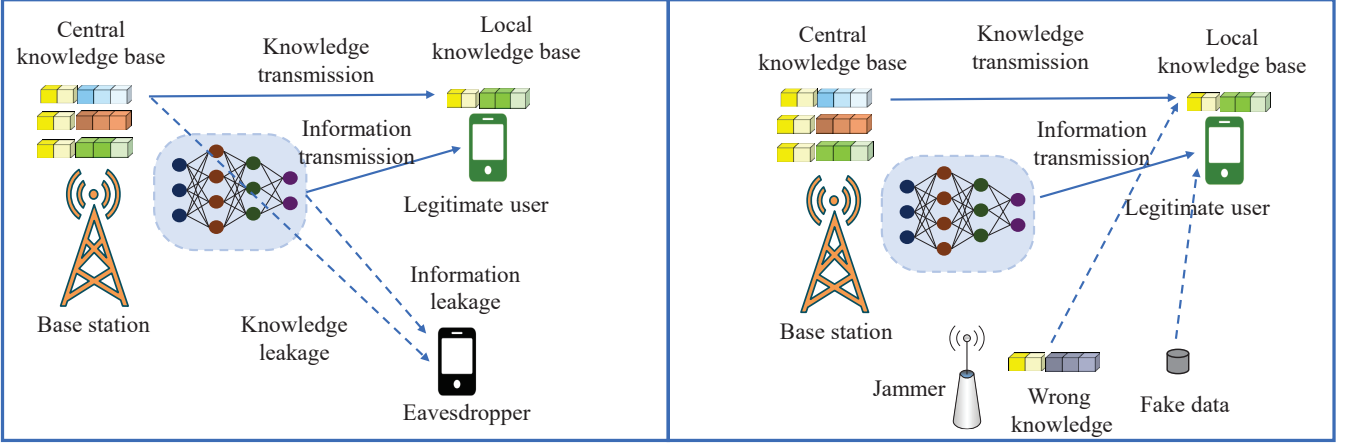 Central
knowledge base
Knowledge
transmission
Local
knowledge base
Information
transmission
Legitimate user
Information
leakage
Knowledge
leakage
Base station
Eavesdropper
Central
knowledge base
Knowledge
transmission
Local
knowledge base
Information
transmission
Legitimate user
Base station
Jammer
Wrong
knowledge
Fake data